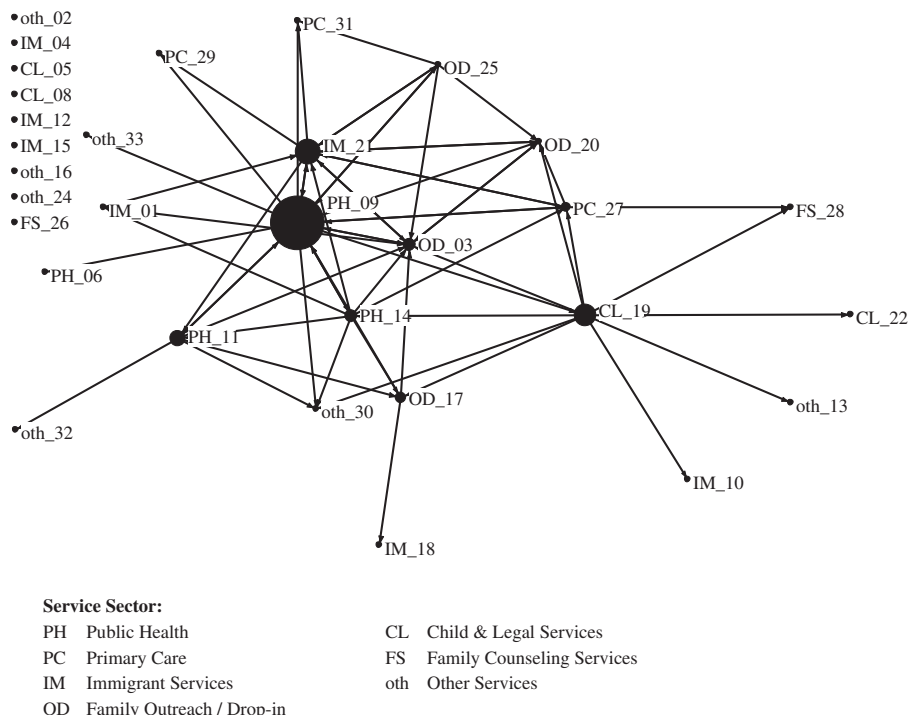 oth_02
IM_04
CL_05
CL_08
IM_12
IM_15
oth_16
oth_24
FS_26
PC_31
PC_29
OD_25
oth_33
IM_21
OD_20
IM_01
PH_09
PC_27
FS_28
OD_03
PH_06
PH_14
CL_19
CL_22
PH_11
oth_30
OD_17
oth_13
oth_32
IM_10
IM_18
Service Sector:
PH Public Health
PC Primary Care
IM Immigrant Services
OD Family Outreach / Drop-in
CL Child & Legal Services
FS Family Counseling Services
oth Other Services